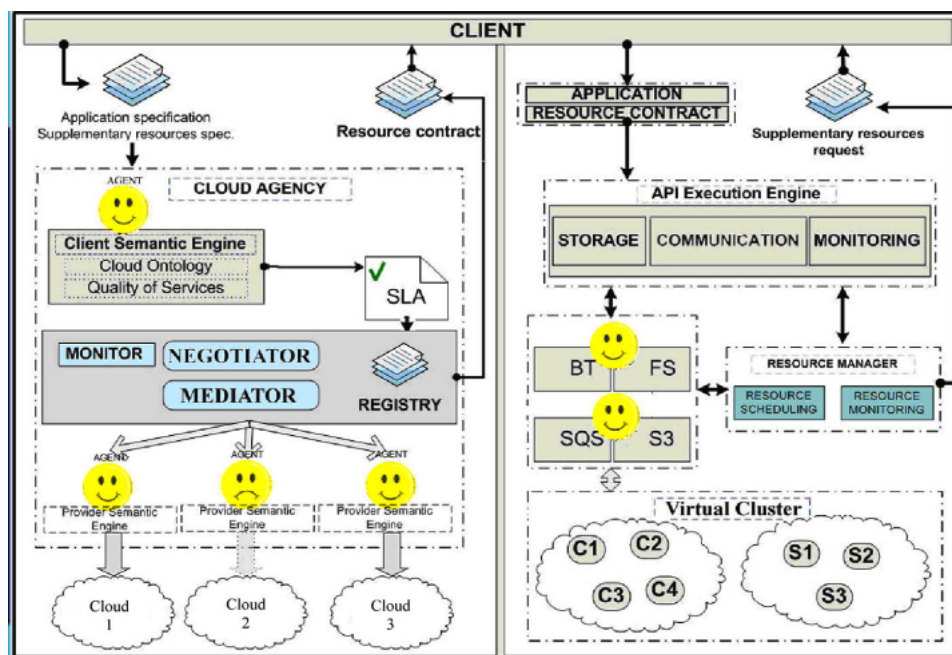 CLIENT
Application specification
Supplementary resources spec.
Resource contract
AGENT
CLOUD AGENCY
Client Semantic Engine
Cloud Ontology
Quality of Services
SLA
MONITOR
NEGOTIATOR
MEDIATOR
REGISTRY
AGENT
AGENT
AGENT
Provider Semantic
Engine
Provider Semantic
Engine
Provider Semantic
Engine
Cloud
1
Cloud
2
Cloud
3
APPLICATION
RESOURCE CONTRACT
Supplementary resources
request
API Execution Engine
STORAGE
COMMUNICATION
MONITORING
BT
FS
SQS
S3
RESOURCE MANAGER
RESOURCE
SCHEDULING
RESOURCE
MONITORING
Virtual Cluster
C1
C2
C3
C4
S1
S2
S3